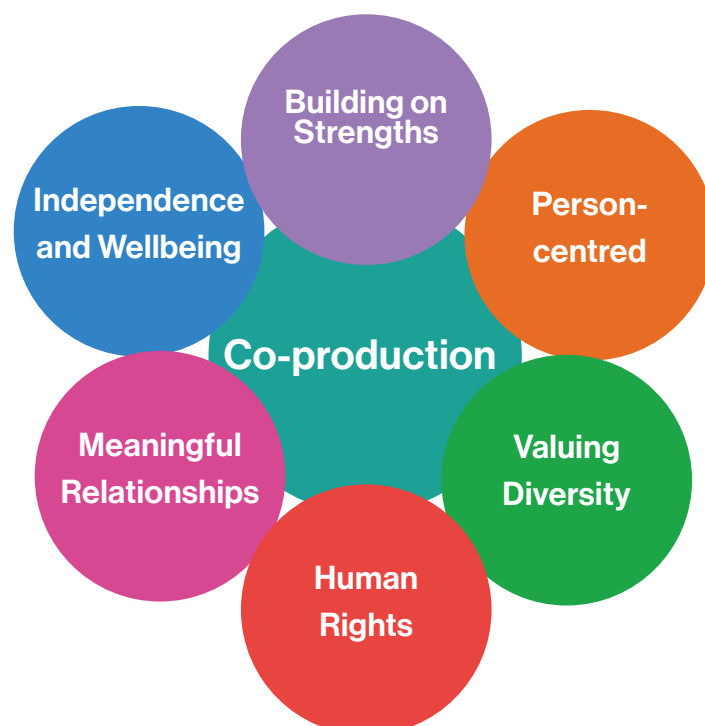 Building on
Strengths
Independence
and Wellbeing
Person-
centred
Co-production
Meaningful
Relationships
Valuing
Diversity
Human
Rights